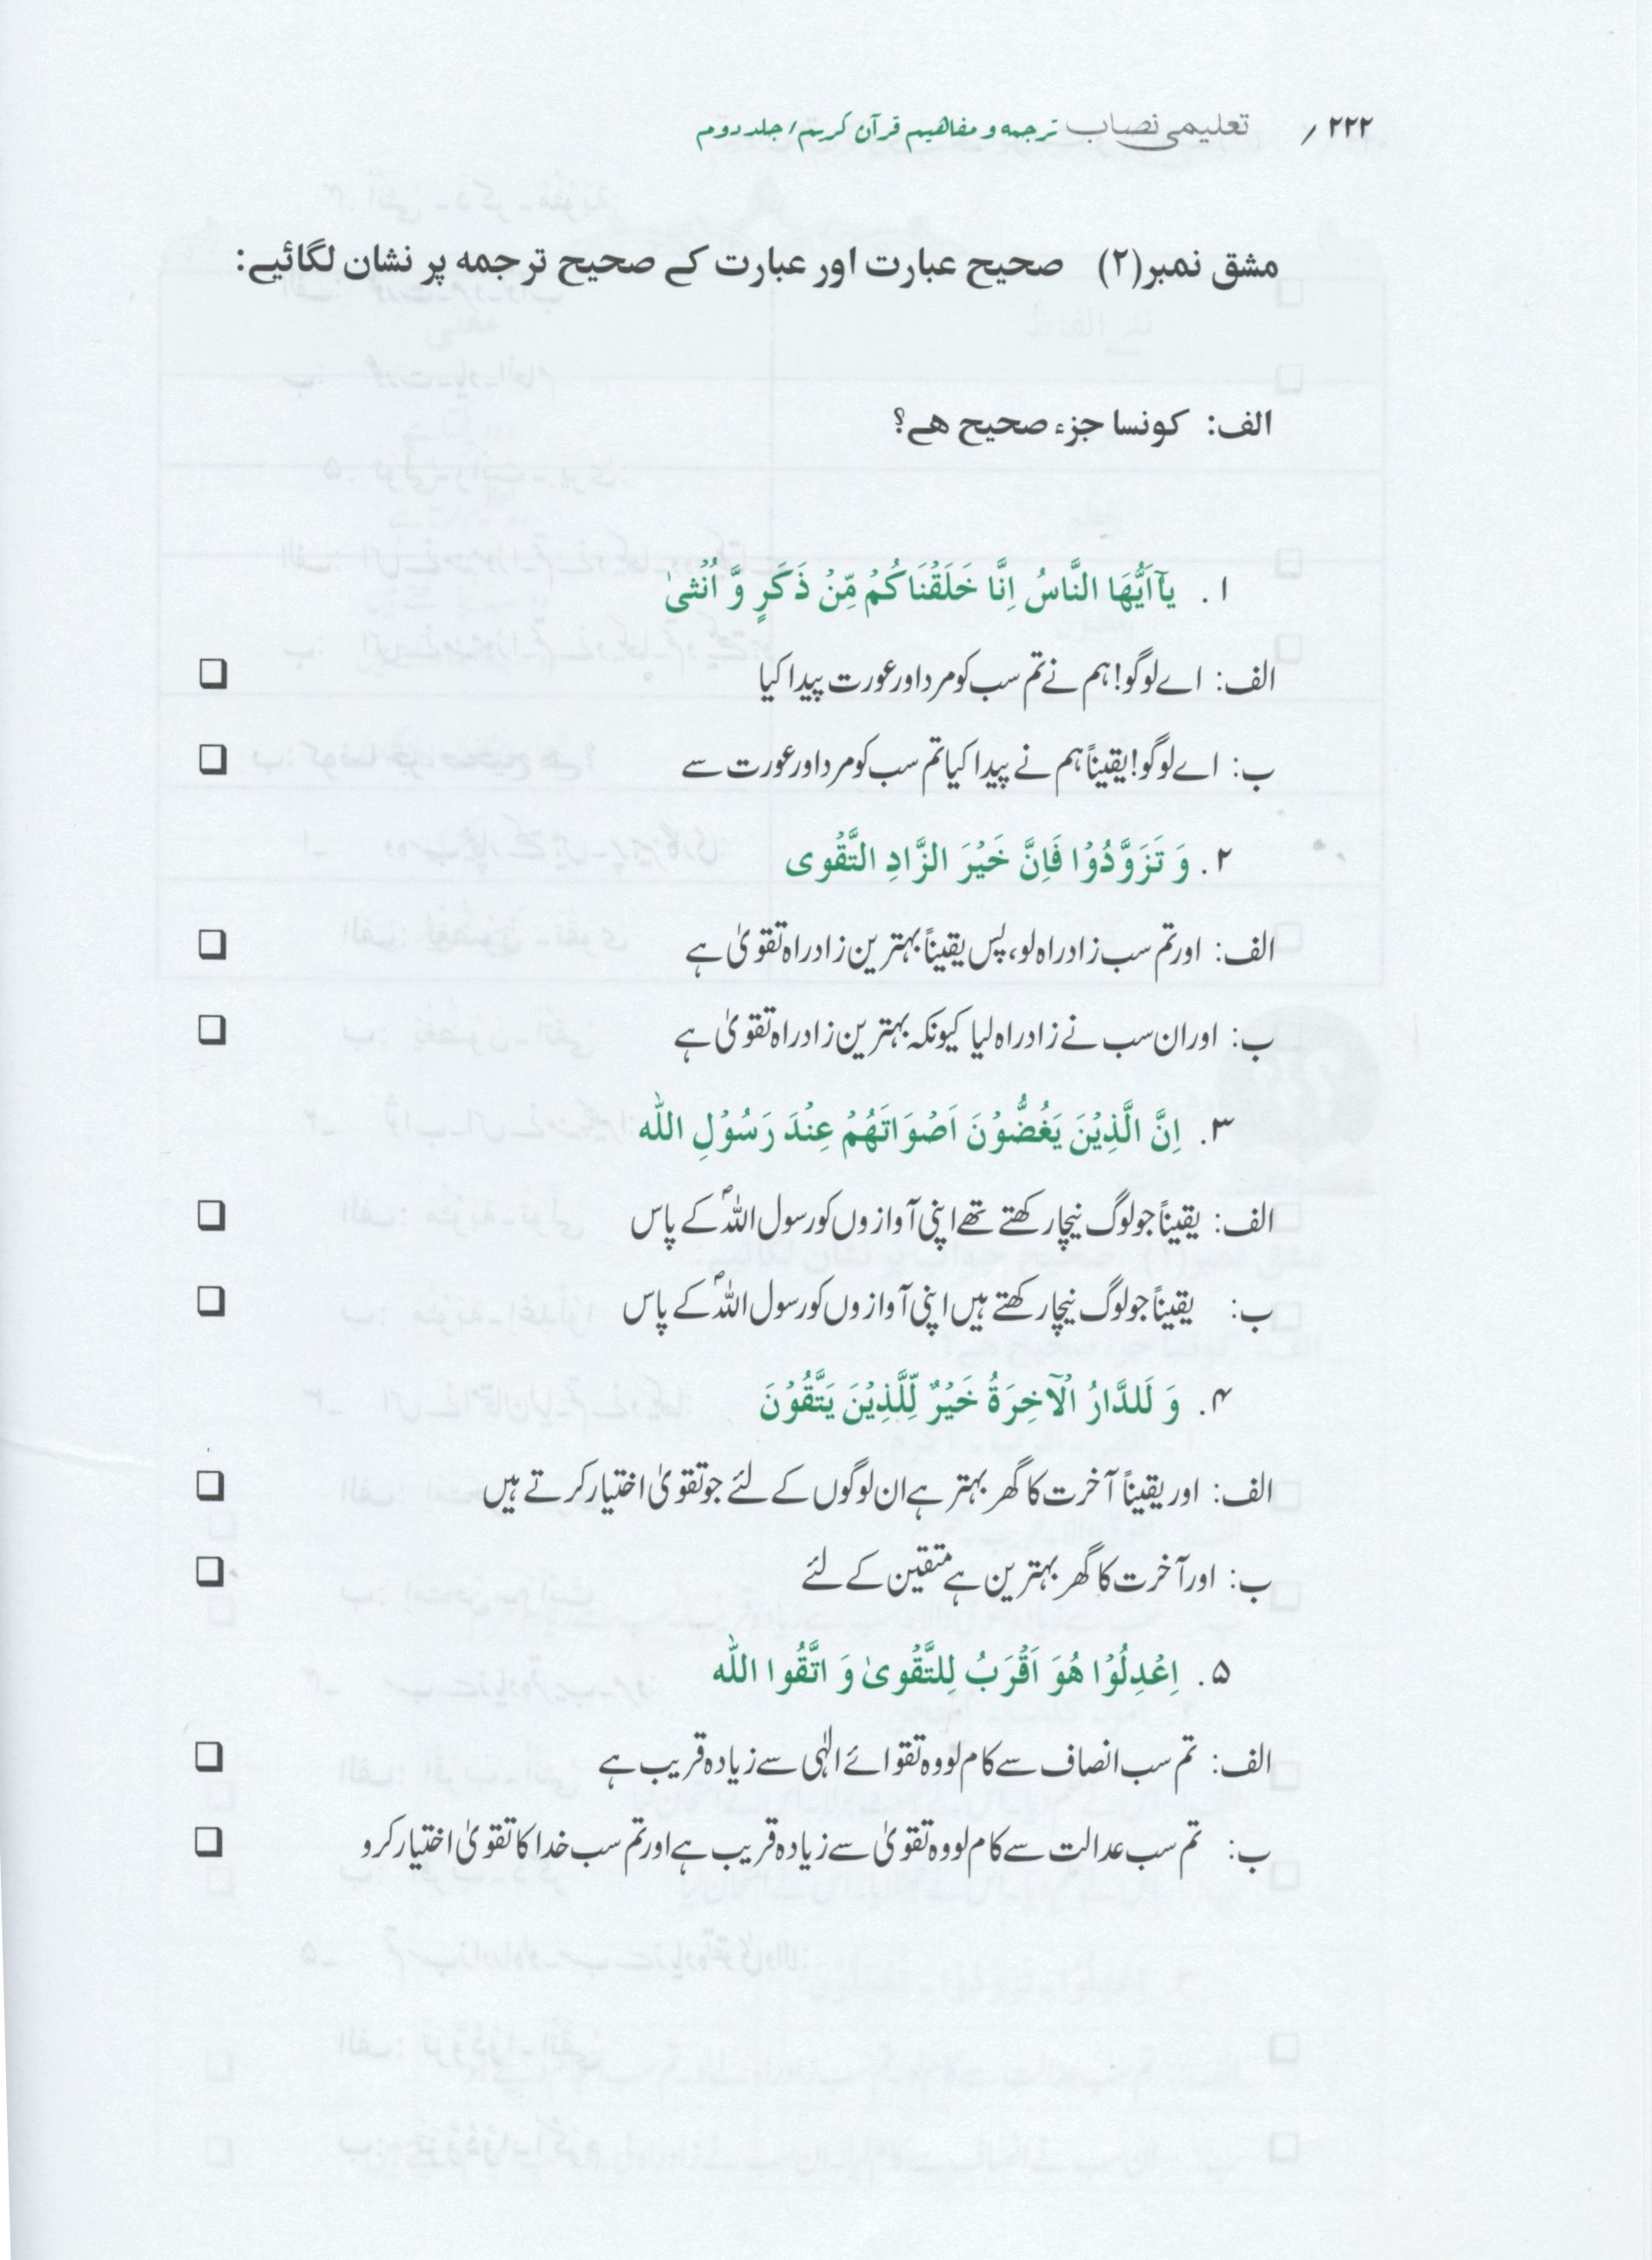 ۲۲۲ / تعلیمی نصاب ترجمه و مفاهیم قرآن کریم / جلد دوم
مشق نمبر(۲) صحیح عبارت اور عبارت کے صحیح ترجمه پر نشان لگائیے:
الف: کونسا جزء صحیح هے؟
۱. یآاَیُّهَا النَّاسُ اِنَّا خَلَقْنَاکُمْ مِّنْ ذَکَرٍ وَّ اُنْثیٰ
الف: اے لوگو! ہم نے تم سب کو مرد اور عورت پیدا کیا
ب: اے لوگو! یقیناً ہم نے پیدا کیا تم سب کو مرد اور عورت سے
۲. وَ تَزَوَّدُوْا فَاِنَّ خَیْرَ الزَّادِ التَّقْوی
الف: اور تم سب زادراہ لو، پس یقیناً بہترین زادراہ تقویٰ ہے
ب: اور ان سب نے زادراہ لیا کیونکہ بہترین زادراہ تقویٰ ہے
۳. اِنَّ الَّذِیْنَ یَغُضُّوْنَ اَصْوَاتَهُمْ عِنْدَ رَسُوْلِ اللّٰه
الف: یقیناً جو لوگ نیچا رکھتے تھے اپنی آوازوں کو رسول اللہؐ کے پاس
ب: یقیناً جو لوگ نیچا رکھتے ہیں اپنی آوازوں کو رسول اللہؐ کے پاس
۴. وَ لَلدَّارُ الْآخِرَةُ خَیْرٌ لِّلَّذِیْنَ یَتَّقُوْنَ
الف: اور یقیناً آخرت کا گھر بہتر ہے ان لوگوں کے لئے جو تقویٰ اختیار کرتے ہیں
ب: اور آخرت کا گھر بہترین ہے متقین کے لئے
۵. اِعْدِلُوْا هُوَ اَقْرَبُ لِلتَّقْویٰ وَ اتَّقُوا اللّٰه
الف: تم سب انصاف سے کام لو وہ تقوائے الٰہی سے زیادہ قریب ہے
ب: تم سب عدالت سے کام لو وہ تقویٰ سے زیادہ قریب ہے اور تم سب خدا کا تقویٰ اختیار کرو